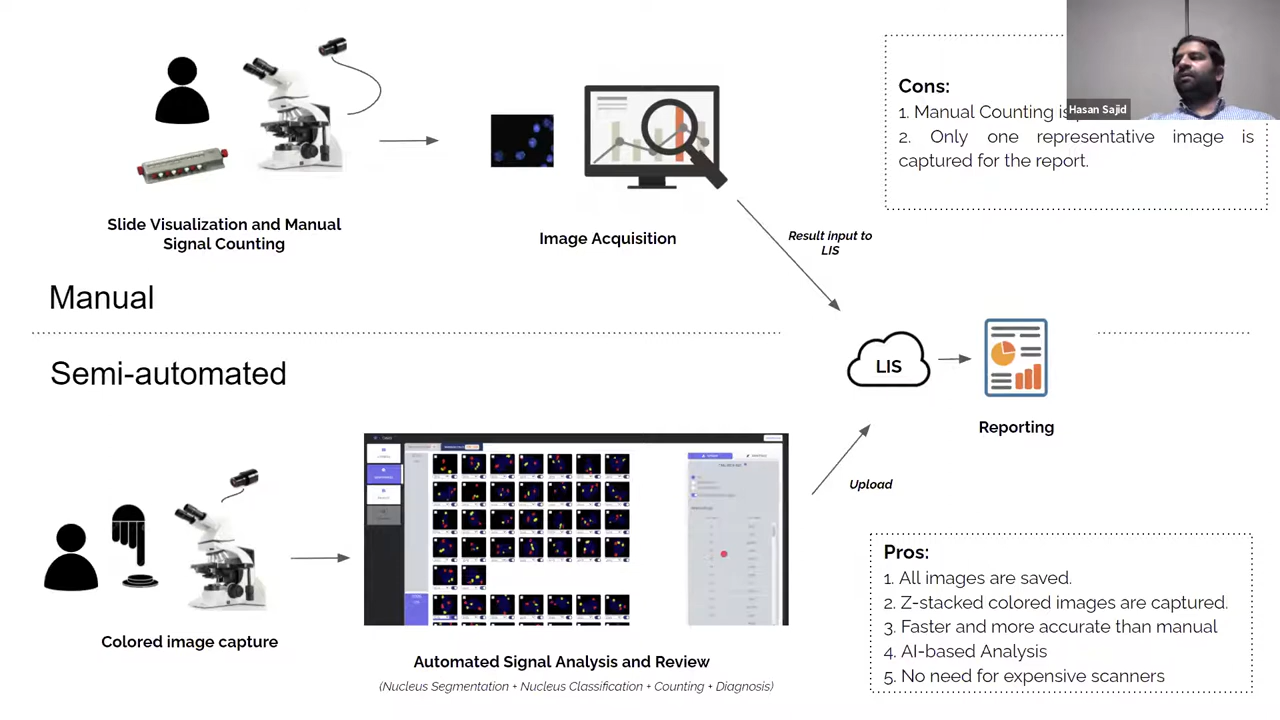 Cons:
1. Manual Counting is
2. Only one representative image is
captured for the report.
Hasan Sajid
Slide Visualization and Manual
Signal Counting
Image Acquisition
Result input to
LIS
Manual
Semi-automated
LIS
Reporting
Upload
Colored image capture
Automated Signal Analysis and Review
(Nucleus Segmentation + Nucleus Classification + Counting + Diagnosis)
Pros:
1. All images are saved.
2. Z-stacked colored images are captured.
3. Faster and more accurate than manual
4. AI-based Analysis
5. No need for expensive scanners